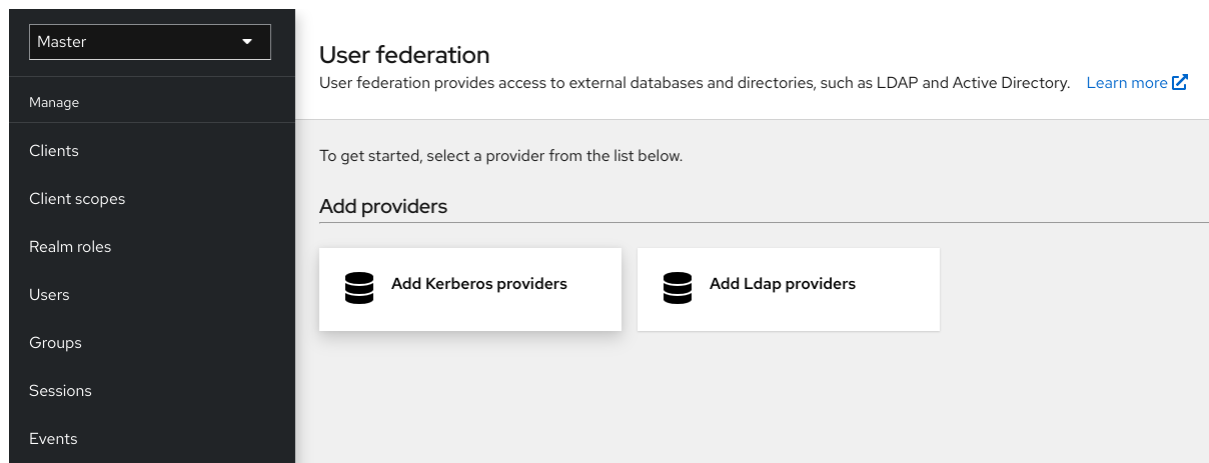 Master
Manage
Clients
Client scopes
Realm roles
Users
Groups
Sessions
Events
User federation
User federation provides access to external databases and directories, such as LDAP and Active Directory. Learn more
To get started, select a provider from the list below.
Add providers
Add Kerberos providers
Add Ldap providers